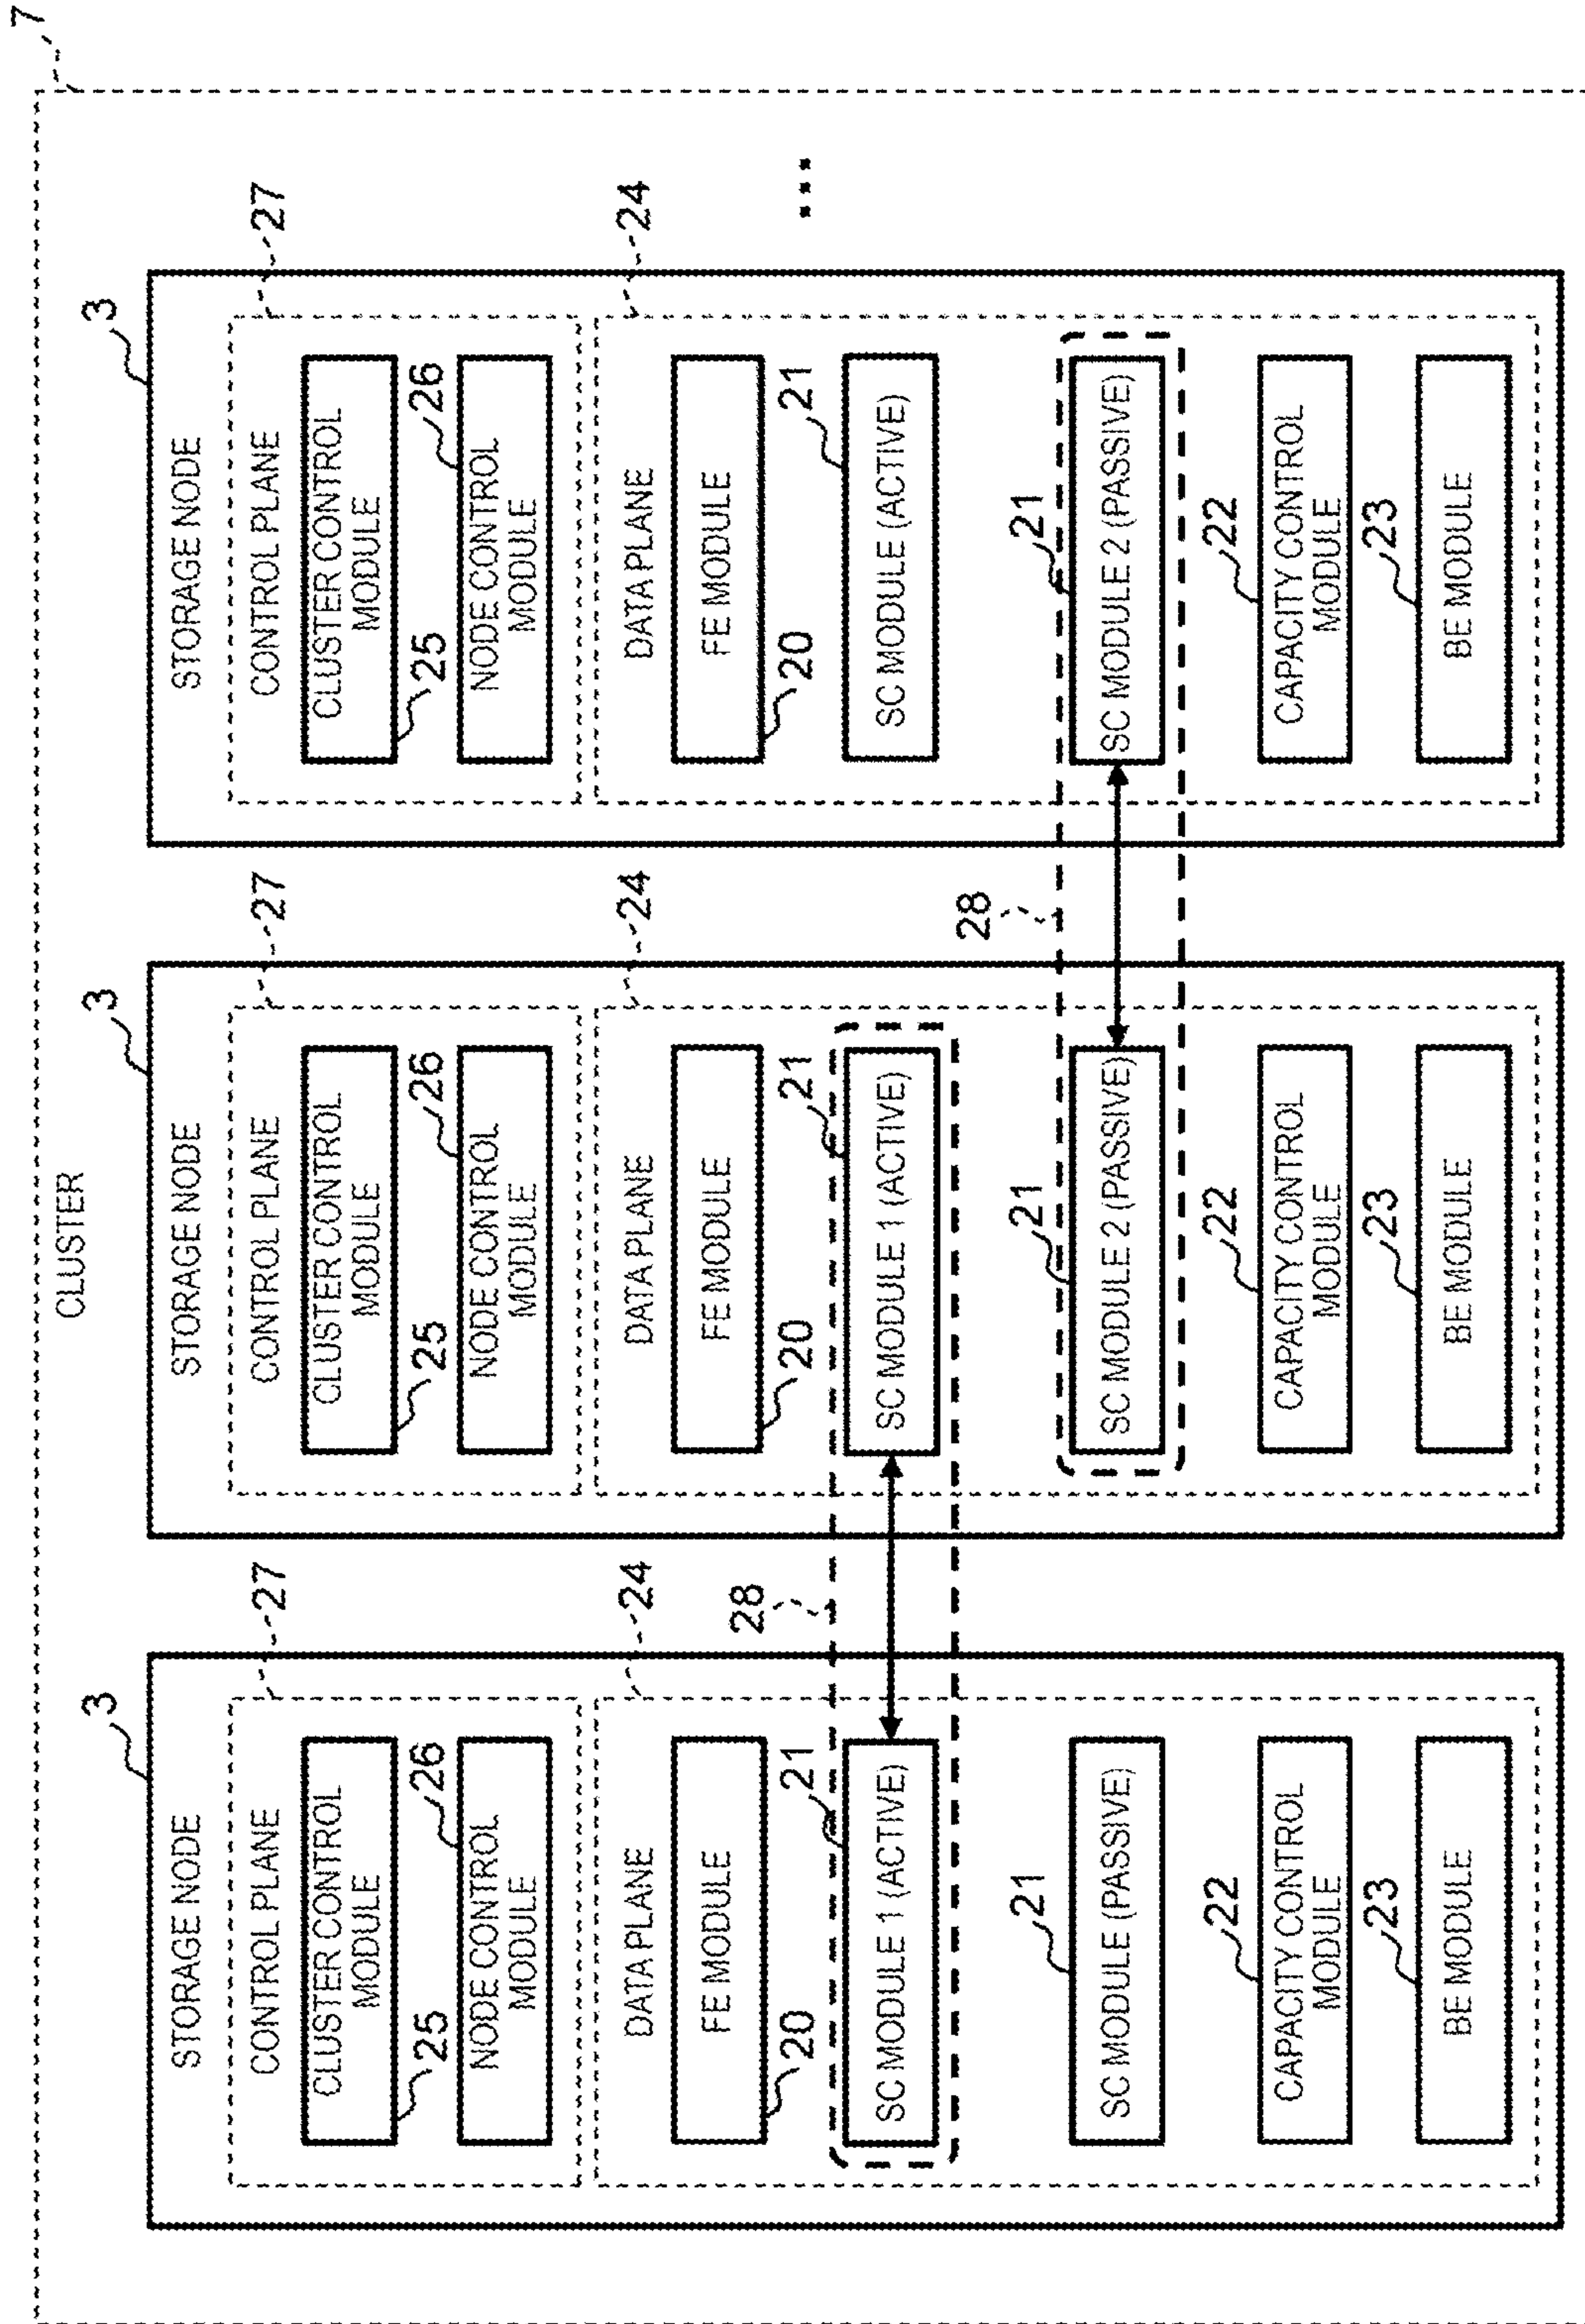 7
CLUSTER
3
STORAGE NODE
27
CONTROL PLANE
CLUSTER CONTROL
MODULE
25
26
NODE CONTROL
MODULE
24
DATA PLANE
FE MODULE
20
21
SC MODULE 1 (ACTIVE)
28
21
SC MODULE (PASSIVE)
22
CAPACITY CONTROL
MODULE
23
BE MODULE
3
STORAGE NODE
27
CONTROL PLANE
CLUSTER CONTROL
MODULE
25
26
NODE CONTROL
MODULE
24
DATA PLANE
FE MODULE
20
21
SC MODULE 1 (ACTIVE)
28
21
SC MODULE 2 (PASSIVE)
22
CAPACITY CONTROL
MODULE
23
BE MODULE
3
STORAGE NODE
27
CONTROL PLANE
CLUSTER CONTROL
MODULE
25
26
NODE CONTROL
MODULE
24
DATA PLANE
FE MODULE
20
21
SC MODULE (ACTIVE)
21
SC MODULE 2 (PASSIVE)
22
CAPACITY CONTROL
MODULE
23
BE MODULE
...